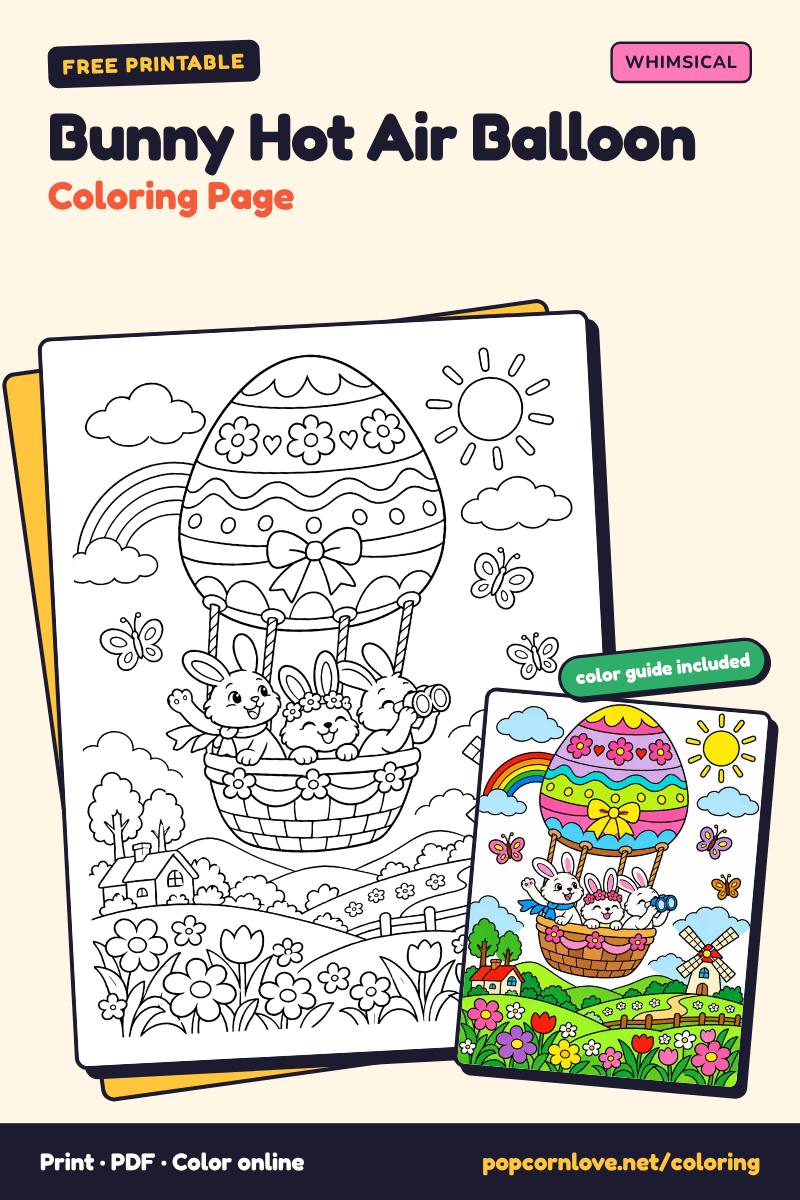 FREE PRINTABLE
WHIMSICAL
Bunny Hot Air Balloon
Coloring Page
color guide included
Print · PDF · Color online
popcornlove.net/coloring